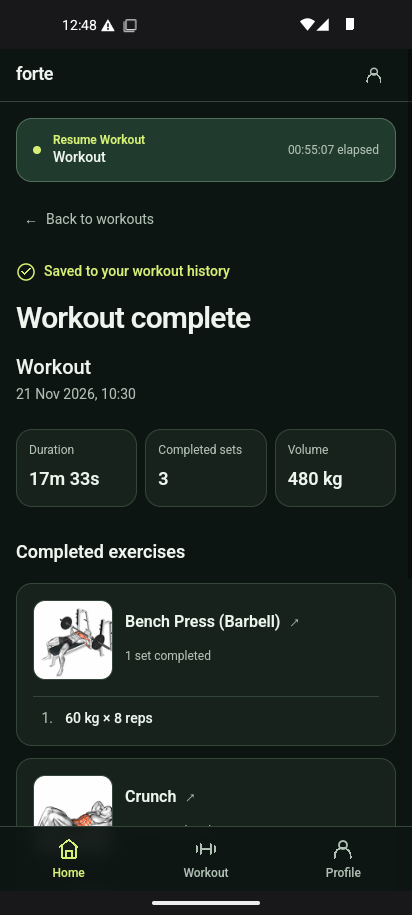 12:48
forte
Resume Workout
Workout
00:55:07 elapsed
← Back to workouts
Saved to your workout history
Workout complete
Workout
21 Nov 2026, 10:30
Duration
17m 33s
Completed sets
3
Volume
480 kg
Completed exercises
Bench Press (Barbell) ↗
1 set completed
1. 60 kg × 8 reps
Crunch ↗
Home
Workout
Profile